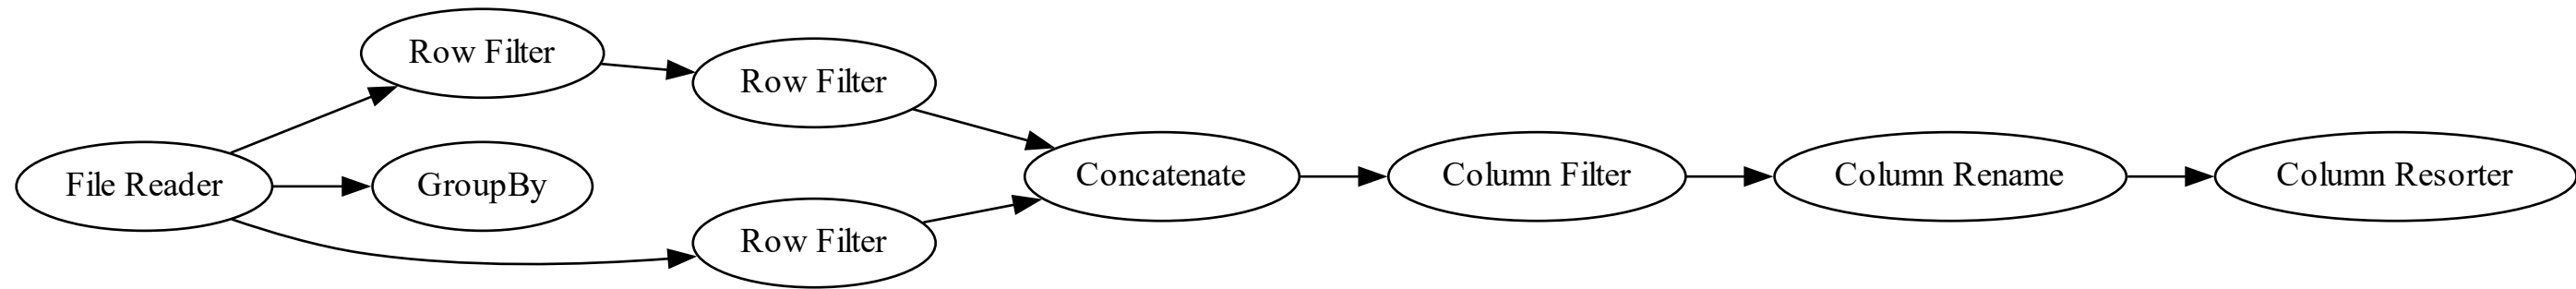 Row Filter
Row Filter
File Reader
GroupBy
Row Filter
Concatenate
Column Filter
Column Rename
Column Resorter